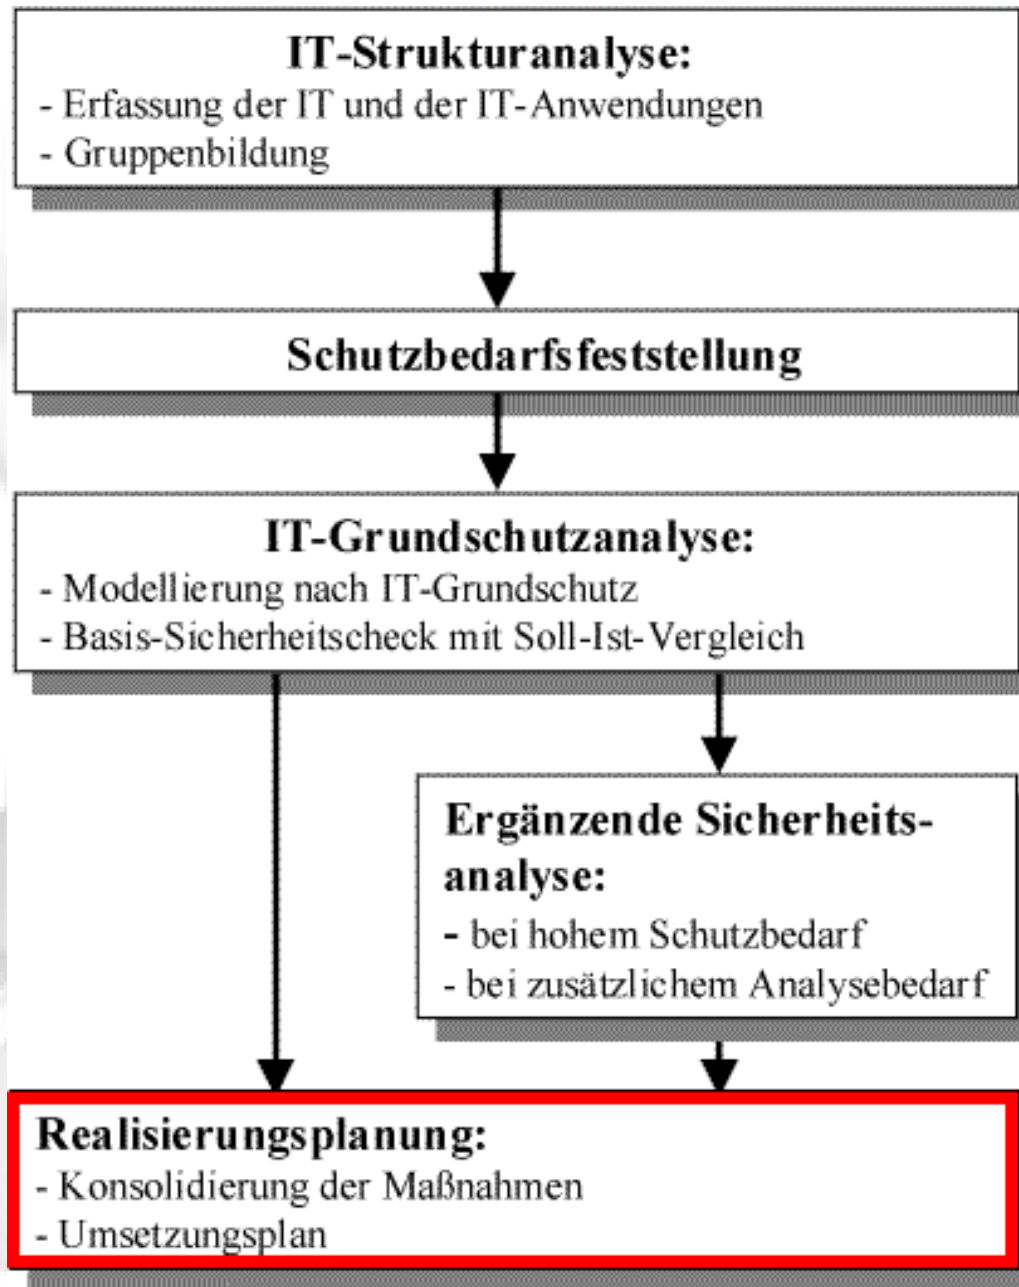 IT-Strukturanalyse:
- Erfassung der IT und der IT-Anwendungen
- Gruppenbildung
Schutzbedarfsfeststellung
IT-Grundschutzanalyse:
- Modellierung nach IT-Grundschutz
- Basis-Sicherheitscheck mit Soll-Ist-Vergleich
Ergänzende Sicherheits-
analyse:
- bei hohem Schutzbedarf
- bei zusätzlichem Analysebedarf
Realisierungsplanung:
- Konsolidierung der Maßnahmen
- Umsetzungsplan